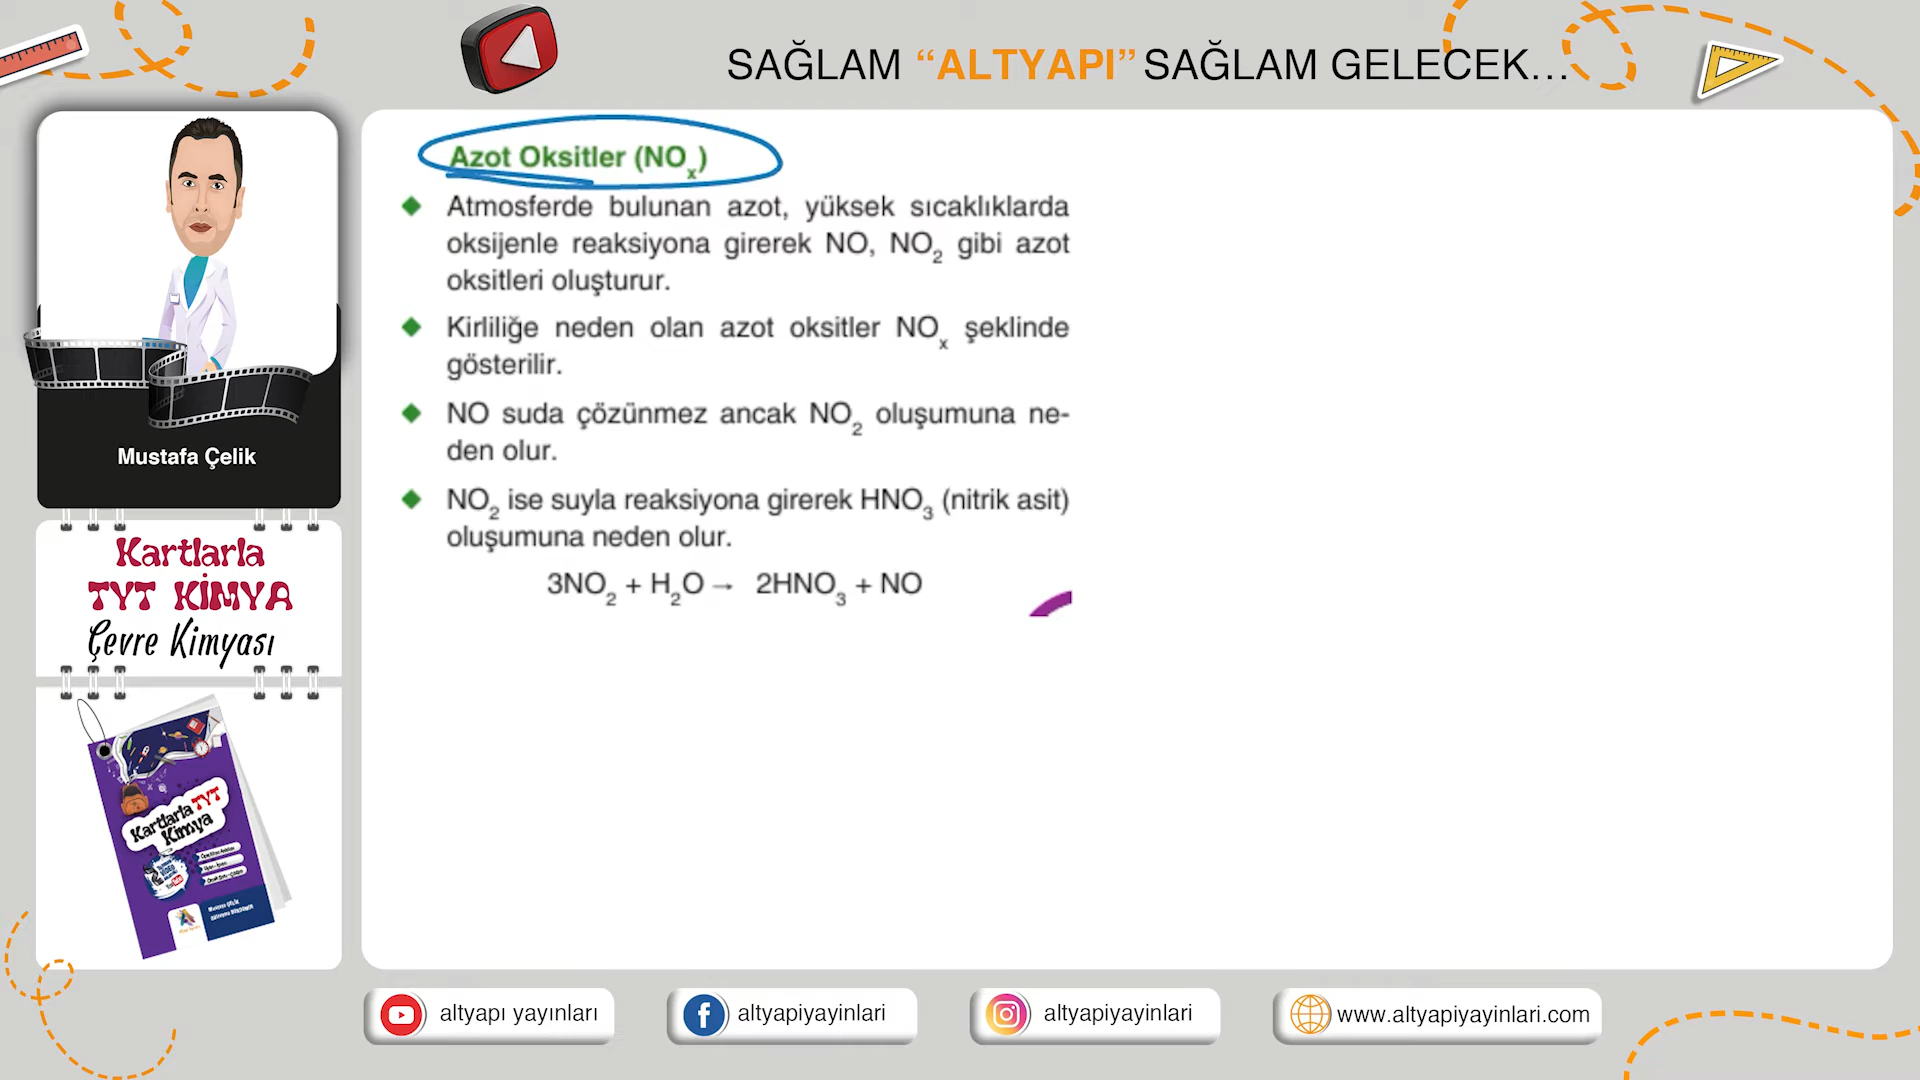 SAĞLAM “ALTYAPI” SAĞLAM GELECEK...
Azot Oksitler (NOₓ)
Atmosferde bulunan azot, yüksek sıcaklıklarda
oksijenle reaksiyona girerek NO, NO₂ gibi azot
oksitleri oluşturur.
Kirliliğe neden olan azot oksitler NOₓ şeklinde
gösterilir.
NO suda çözünmez ancak NO₂ oluşumuna ne-
den olur.
NO₂ ise suyla reaksiyona girerek HNO₃ (nitrik asit)
oluşumuna neden olur.
3NO₂ + H₂O → 2HNO₃ + NO
Mustafa Çelik
Kartlarla
TYT KİMYA
Çevre Kimyası
Kartlarla TYT
Kimya
altyapı yayınları
altyapiyayinlari
altyapiyayinlari
www.altyapiyayinlari.com